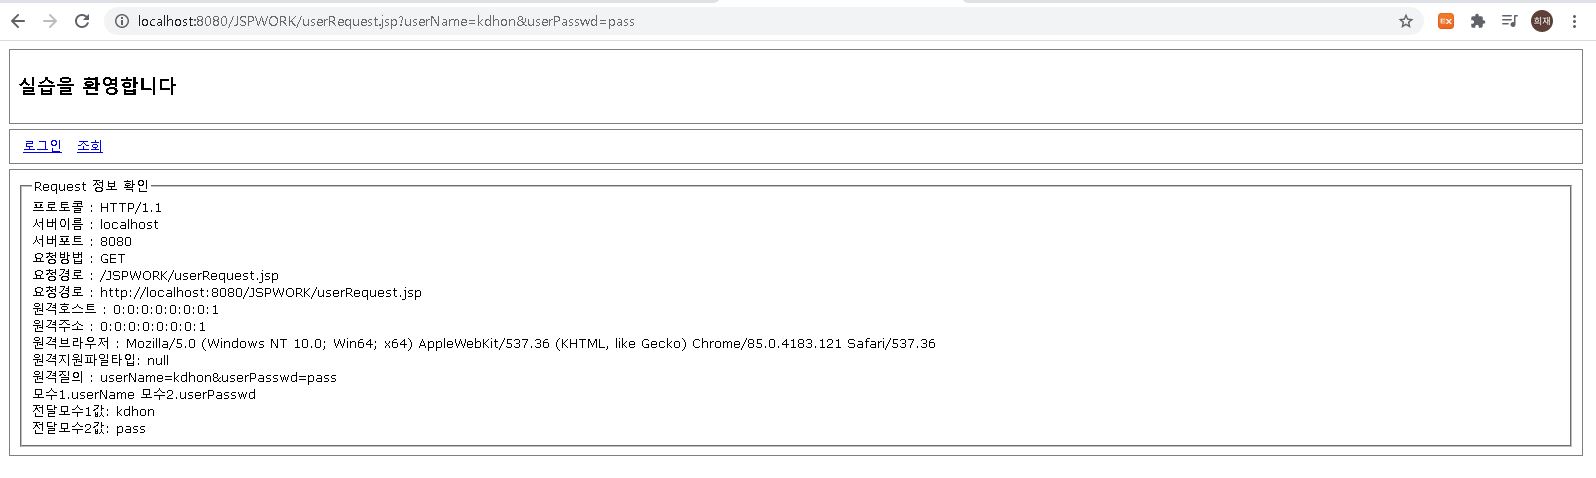 localhost:8080/JSPWORK/userRequest.jsp?userName=kdhon&userPasswd=pass
희재
실습을 환영합니다
로그인 조회
Request 정보 확인
프로토콜 : HTTP/1.1
서버이름 : localhost
서버포트 : 8080
요청방법 : GET
요청경로 : /JSPWORK/userRequest.jsp
요청경로 : http://localhost:8080/JSPWORK/userRequest.jsp
원격호스트 : 0:0:0:0:0:0:0:1
원격주소 : 0:0:0:0:0:0:0:1
원격브라우저 : Mozilla/5.0 (Windows NT 10.0; Win64; x64) AppleWebKit/537.36 (KHTML, like Gecko) Chrome/85.0.4183.121 Safari/537.36
원격지원파일타입: null
원격질의 : userName=kdhon&userPasswd=pass
모수1.userName 모수2.userPasswd
전달모수1값: kdhon
전달모수2값: pass